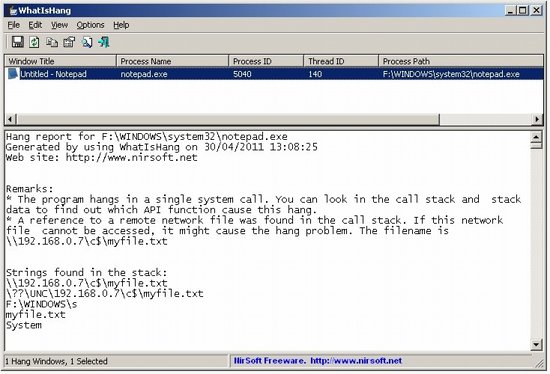 WhatIsHang
File Edit View Options Help
Window Title Process Name Process ID Thread ID Process Path
Untitled - Notepad notepad.exe 5040 140 F:\WINDOWS\system32\notepad.exe
Hang report for F:\WINDOWS\system32\notepad.exe
Generated by using WhatIsHang on 30/04/2011 13:08:25
Web site: http://www.nirsoft.net
Remarks:
* The program hangs in a single system call. You can look in the call stack and stack
data to find out which API function cause this hang.
* A reference to a remote network file was found in the call stack. If this network
file cannot be accessed, it might cause the hang problem. The filename is
\\192.168.0.7\c$\myfile.txt
Strings found in the stack:
\\192.168.0.7\c$\myfile.txt
\??\UNC\192.168.0.7\c$\myfile.txt
F:\WINDOWS\s
myfile.txt
System
1 Hang Windows, 1 Selected NirSoft Freeware. http://www.nirsoft.net